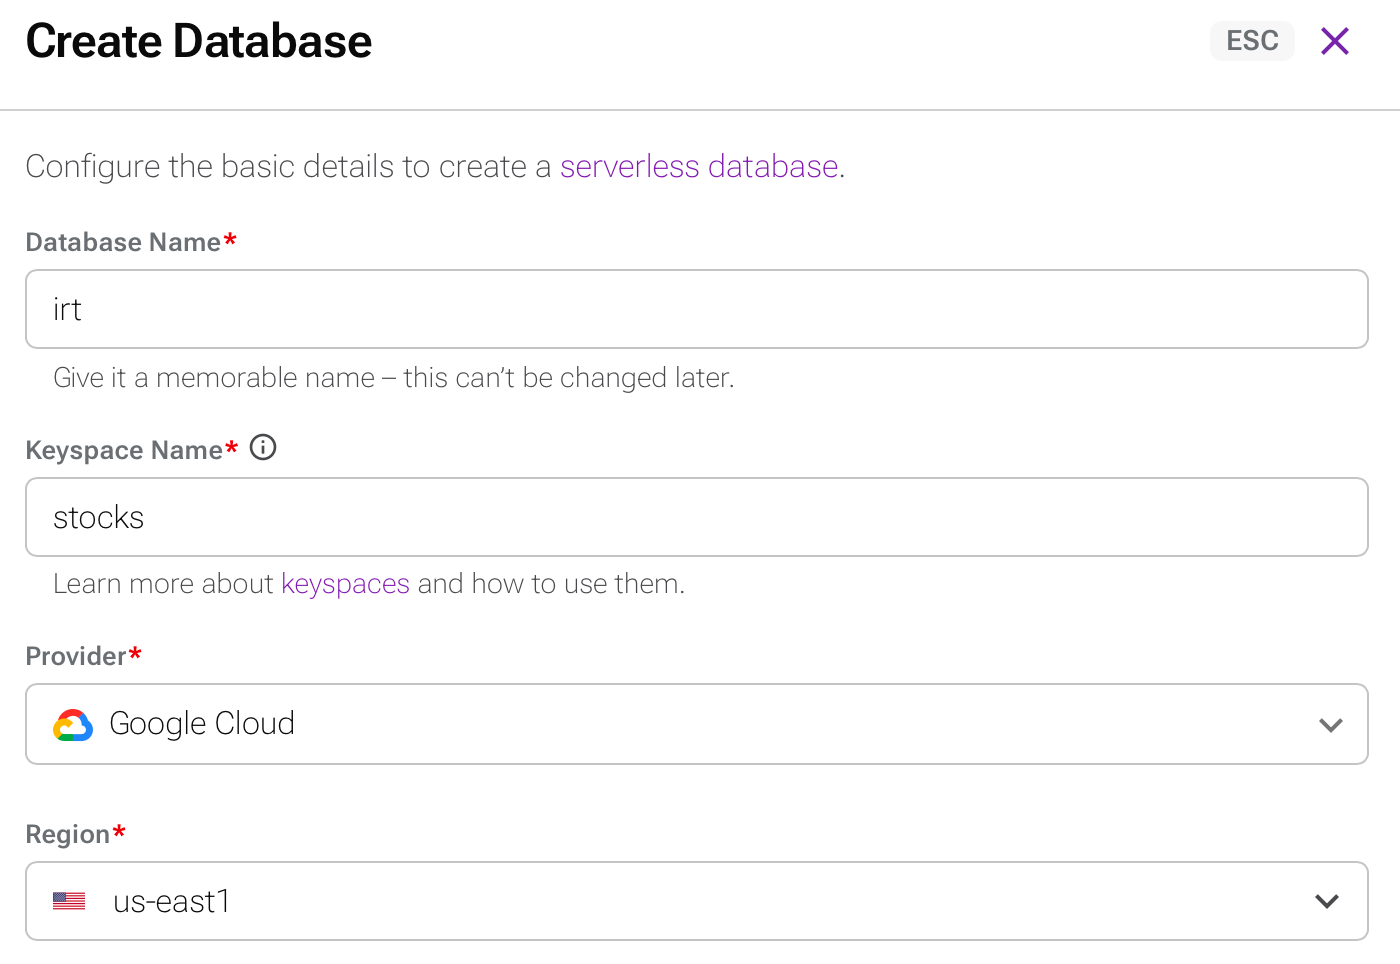 Create Database
ESC
Configure the basic details to create a serverless database.
Database Name*
irt
Give it a memorable name – this can’t be changed later.
Keyspace Name*
stocks
Learn more about keyspaces and how to use them.
Provider*
Google Cloud
Region*
us-east1